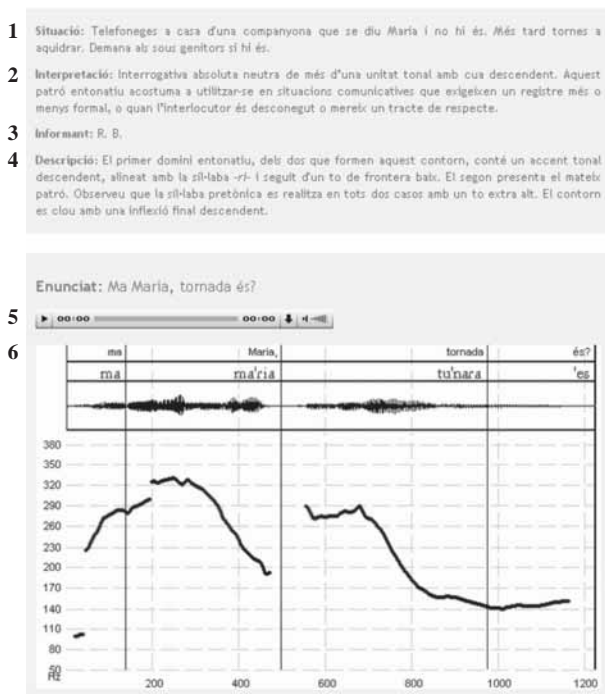 1 Situació: Telefoneges a casa d'una companyona que se diu Maria i no hi és. Més tard tornes a
aquidrar. Demana als sous genitors si hi és.
2 Interpretació: Interrogativa absoluta neutra de més d'una unitat tonal amb cua descendent. Aquest
patró entonatiu acostuma a utilitzar-se en situacions comunicatives que exigeixen un registre més o
menys formal, o quan l'interlocutor és desconegut o mereix un tracte de respecte.
3 Informant: R. B.
4 Descripció: El primer domini entonatiu, dels dos que formen aquest contorn, conté un accent tonal
descendent, alineat amb la síl·laba -ri- i seguit d'un to de frontera baix. El segon presenta el mateix
patró. Observeu que la síl·laba pretònica es realitza en tots dos casos amb un to extra alt. El contorn
es clou amb una inflexió final descendent.
Enunciat: Ma Maria, tornada és?
5 00:00 00:00
6 ma Maria, tornada és?
ma ma'ria tu'nara 'es
380
350
320
290
260
230
200
170
140
110
80
50
Hz 200 400 600 800 1000 1200